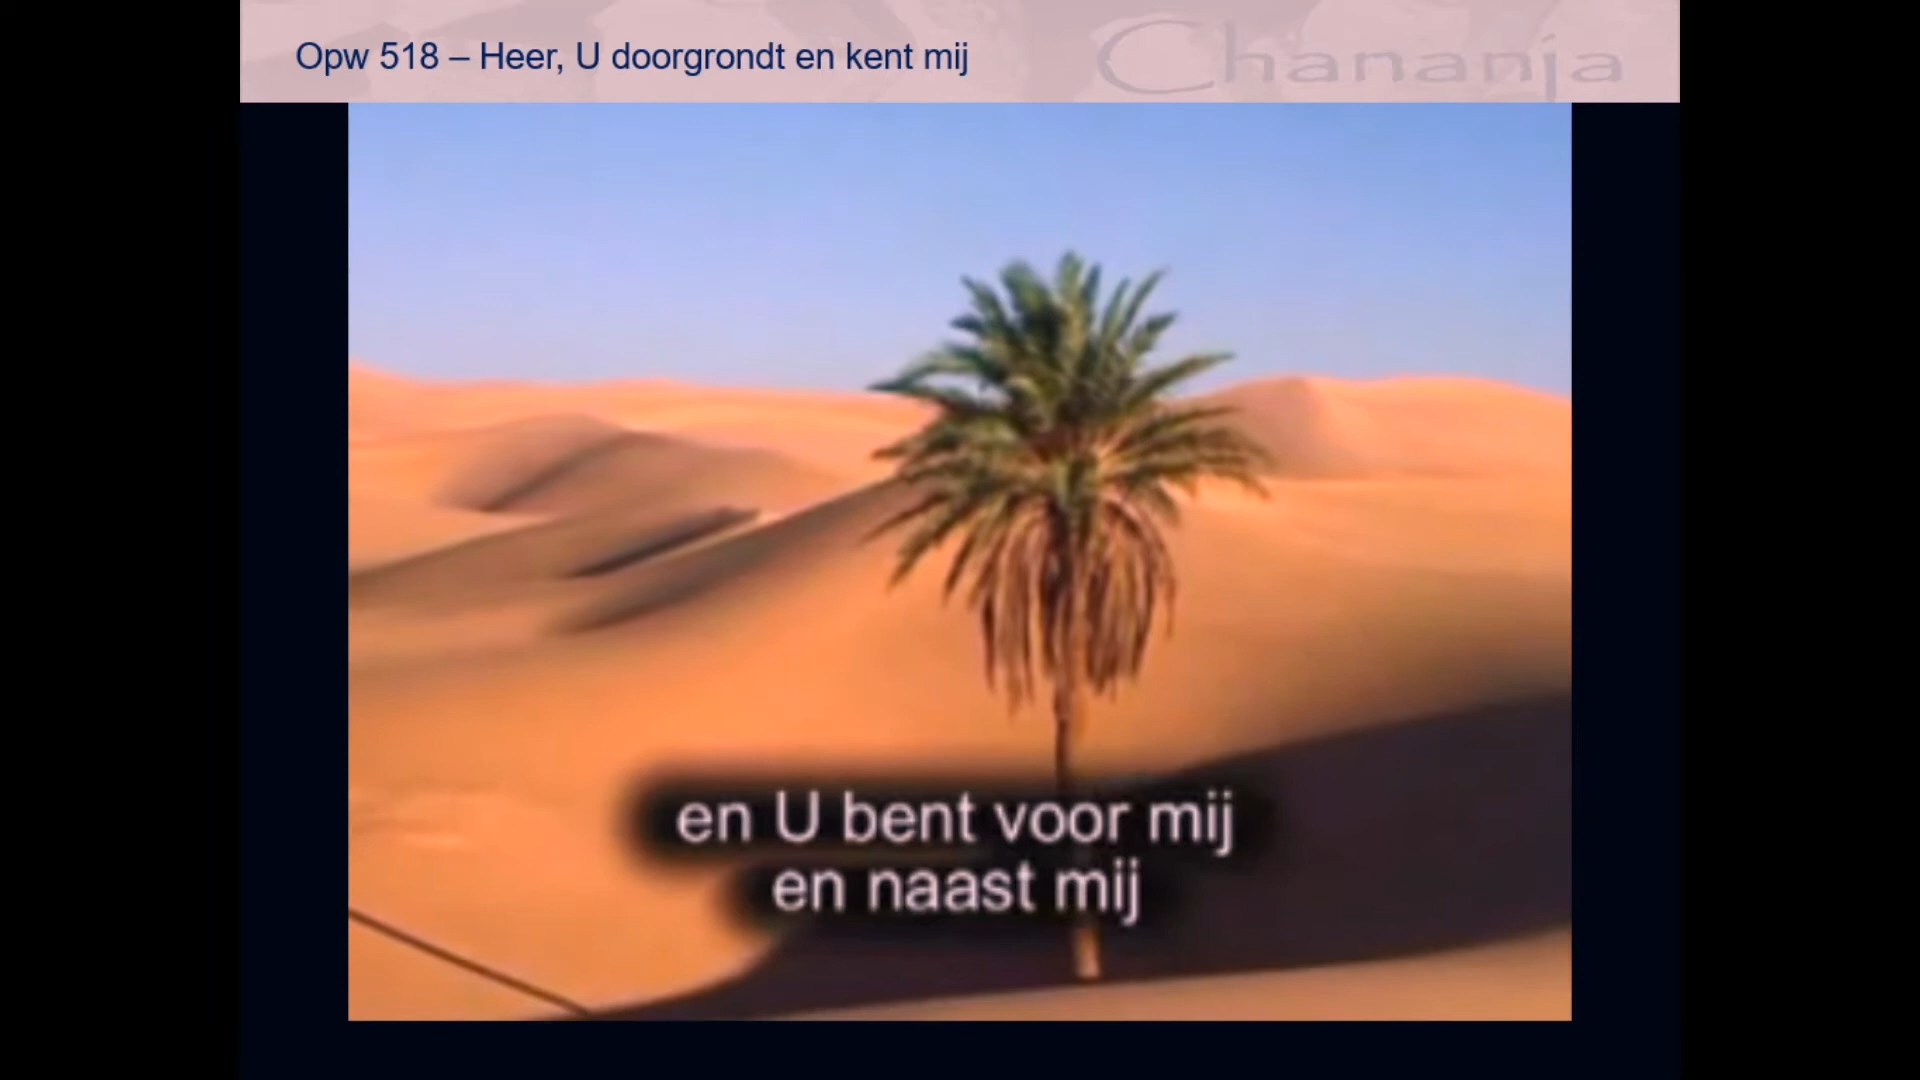 Opw 518 – Heer, U doorgrondt en kent mij
Chananja
en U bent voor mij
en naast mij